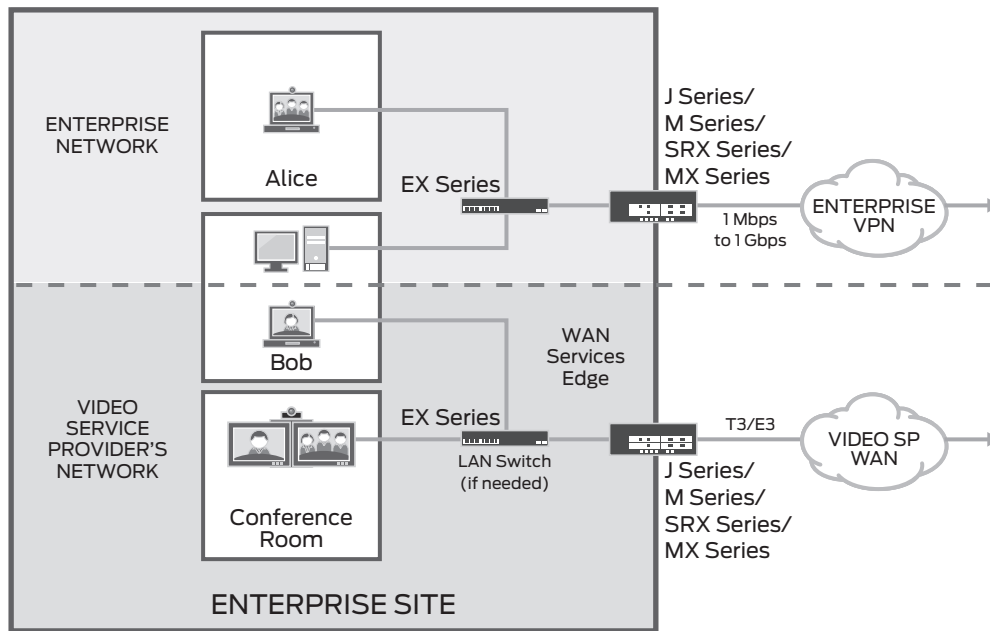 ENTERPRISE
NETWORK
Alice
EX Series
J Series/
M Series/
SRX Series/
MX Series
1 Mbps
to 1 Gbps
ENTERPRISE
VPN
Bob
WAN
Services
Edge
VIDEO
SERVICE
PROVIDER'S
NETWORK
EX Series
LAN Switch
(if needed)
T3/E3
VIDEO SP
WAN
J Series/
M Series/
SRX Series/
MX Series
Conference
Room
ENTERPRISE SITE